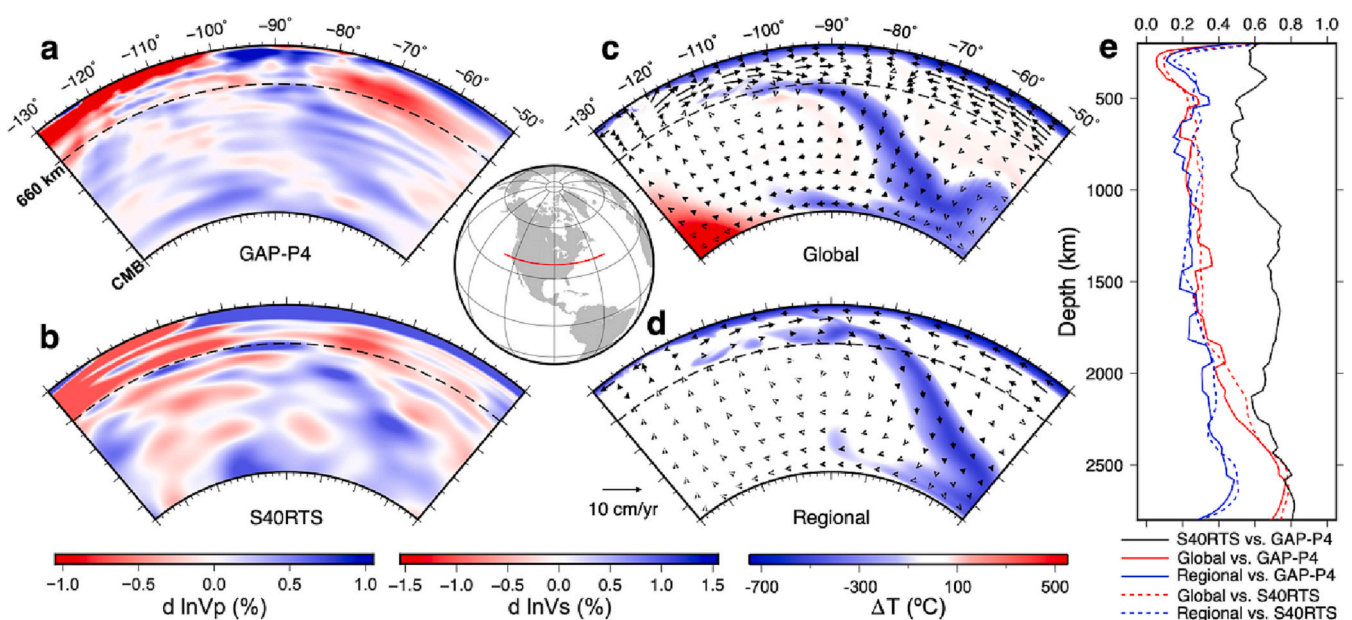 a
−130°
−120°
−110°
−100°
−90°
−80°
−70°
−60°
−50°
660 km
CMB
GAP-P4
c
−130°
−120°
−110°
−100°
−90°
−80°
−70°
−60°
−50°
Global
b
S40RTS
d
10 cm/yr
Regional
−1.0 −0.5 0.0 0.5 1.0
d lnVp (%)
−1.5 −1.0 −0.5 0.0 0.5 1.0 1.5
d lnVs (%)
−700 −300 100 500
ΔT (ºC)
e
0.0 0.2 0.4 0.6 0.8 1.0
500
1000
1500
2000
2500
Depth (km)
S40RTS vs. GAP-P4
Global vs. GAP-P4
Regional vs. GAP-P4
Global vs. S40RTS
Regional vs. S40RTS